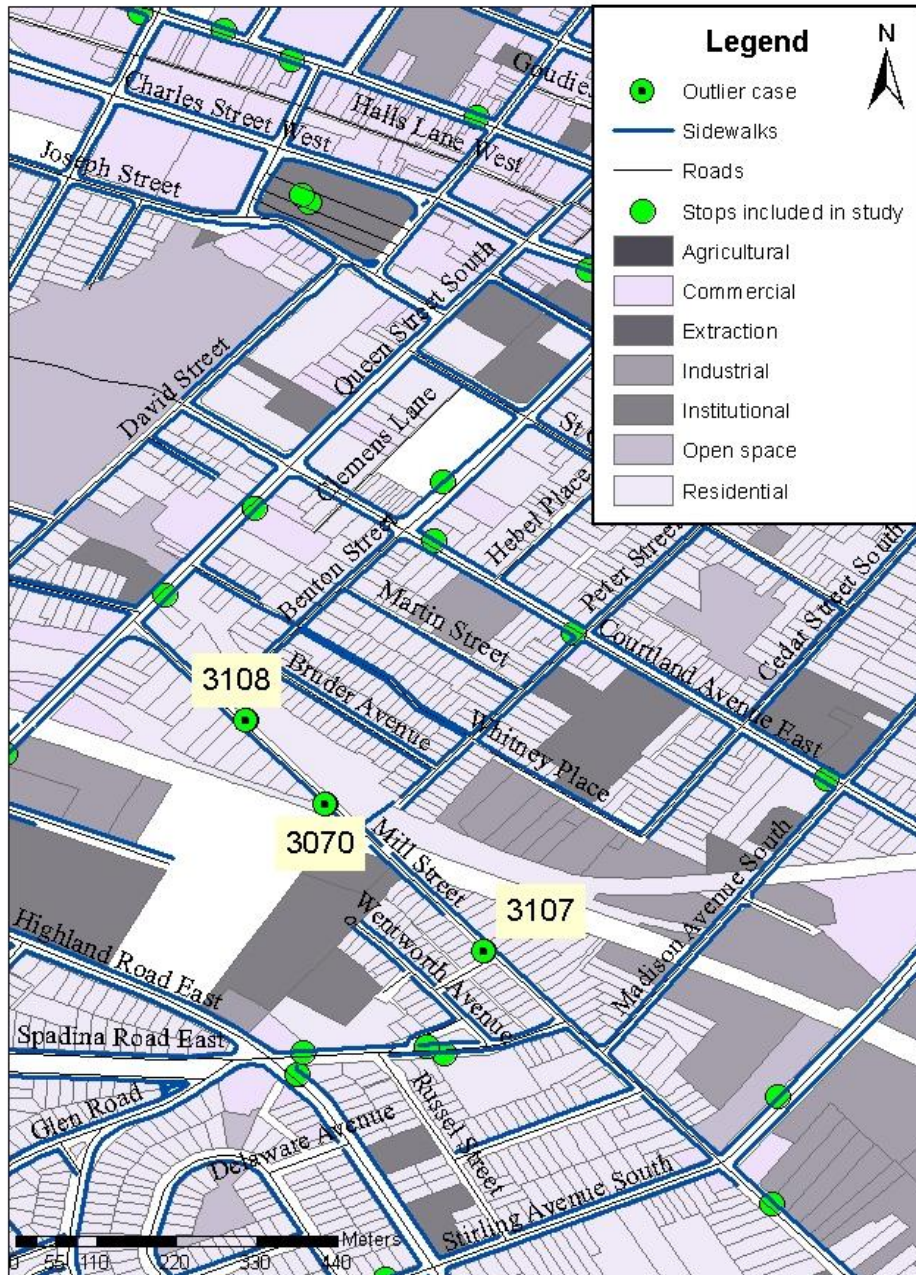 Legend
N
Outlier case
Sidewalks
Roads
Stops included in study
Agricultural
Commercial
Extraction
Industrial
Institutional
Open space
Residential
Goudies
Halls Lane West
Charles Street West
Joseph Street
Queen Street South
David Street
Clemens Lane
St
Hebel Place
Peter Street
Cedar Street South
Benton Street
Martin Street
Courtland Avenue East
3108
Bruder Avenue
Whitney Place
3070
Mill Street
3107
Madison Avenue South
Wentworth Avenue
Highland Road East
Spadina Road East
Glen Road
Russel Street
Delaware Avenue
Stirling Avenue South
Meters
0 55 110 220 330 440